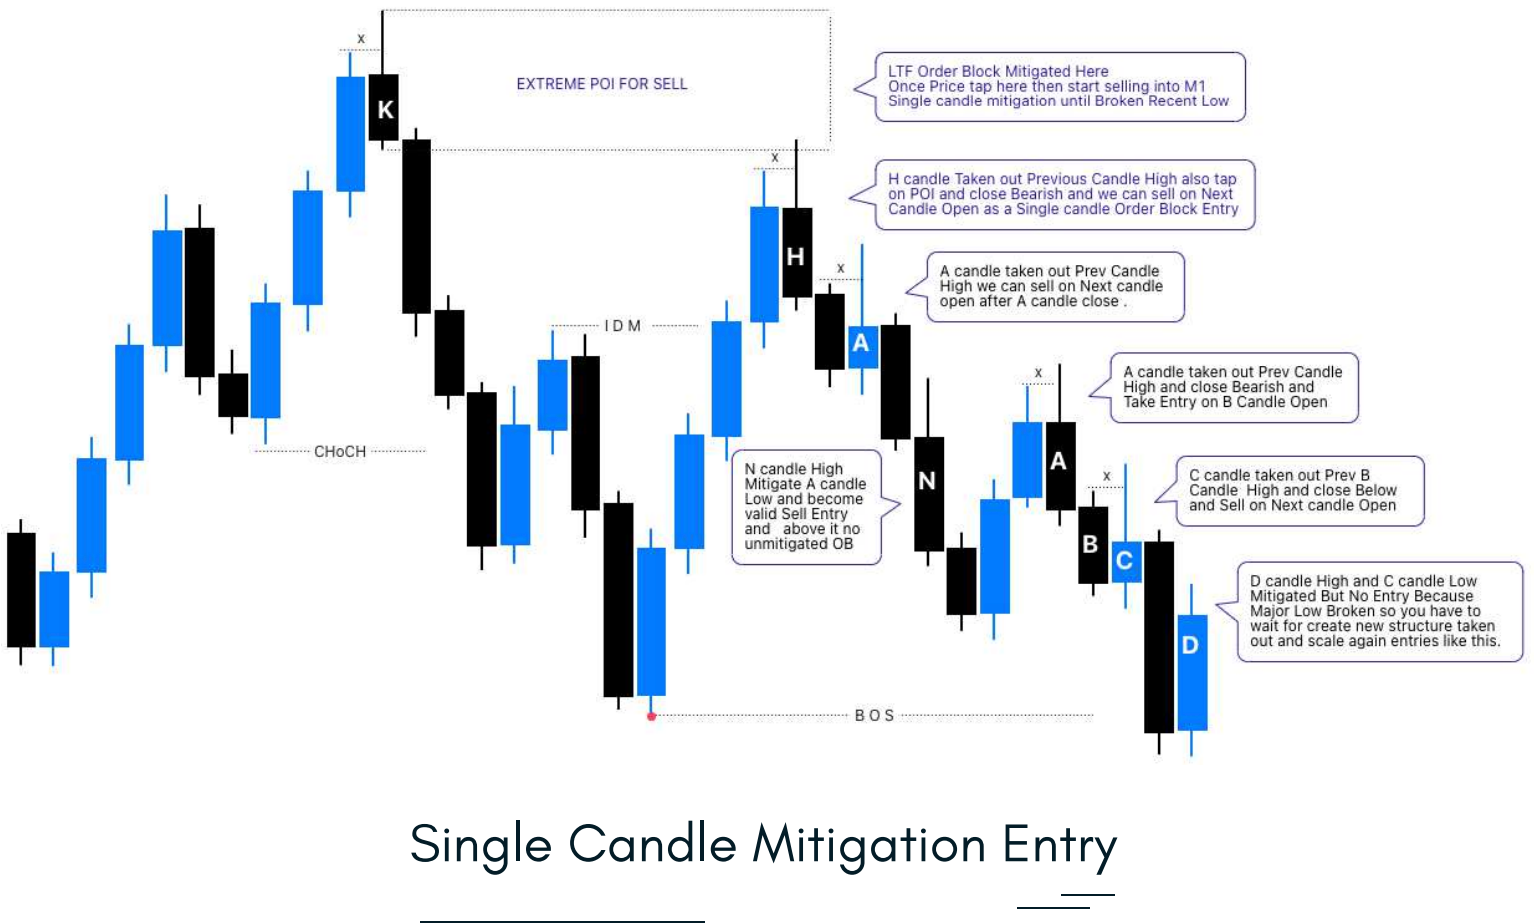 x
K
EXTREME POI FOR SELL
LTF Order Block Mitigated Here
Once Price tap here then start selling into M1
Single candle mitigation until Broken Recent Low
x
H
H candle Taken out Previous Candle High also tap
on POI and close Bearish and we can sell on Next
Candle Open as a Single candle Order Block Entry
x
A
A candle taken out Prev Candle
High we can sell on Next candle
open after A candle close .
I D M
CHoCH
x
A
A candle taken out Prev Candle
High and close Bearish and
Take Entry on B Candle Open
N candle High
Mitigate A candle
Low and become
valid Sell Entry
and above it no
unmitigated OB
N
x
B
C
C candle taken out Prev B
Candle High and close Below
and Sell on Next candle Open
D candle High and C candle Low
Mitigated But No Entry Because
Major Low Broken so you have to
wait for create new structure taken
out and scale again entries like this.
D
B O S
Single Candle Mitigation Entry